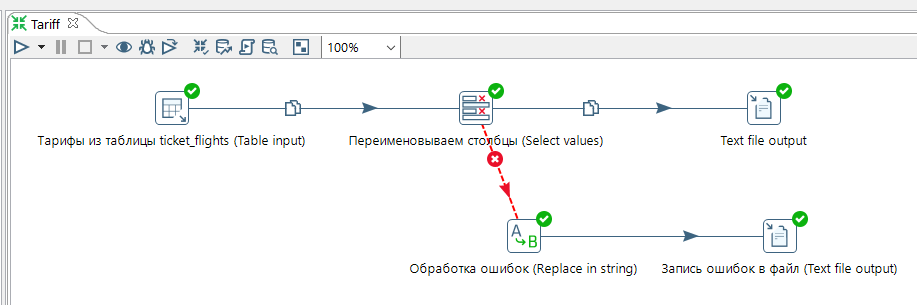 Tariff
100%
Тарифы из таблицы ticket_flights (Table input)
Переименовываем столбцы (Select values)
Text file output
A
B
Обработка ошибок (Replace in string)
Запись ошибок в файл (Text file output)